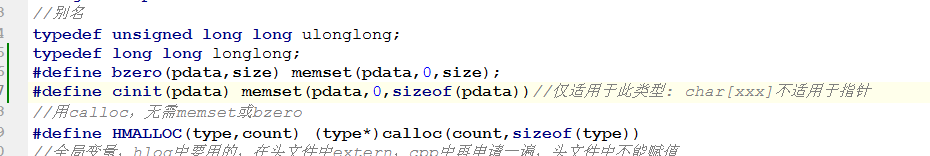 //别名
typedef unsigned long long ulonglong;
typedef long long longlong;
#define bzero(pdata,size) memset(pdata,0,size);
#define cinit(pdata) memset(pdata,0,sizeof(pdata))//仅适用于此类型: char[xxx]不适用于指针
//用calloc，无需memset或bzero
#define HMALLOC(type,count) (type*)calloc(count,sizeof(type))
//全局变量，hlog中要用的，在头文件中extern，cpp中再申请一遍，头文件中不能赋值